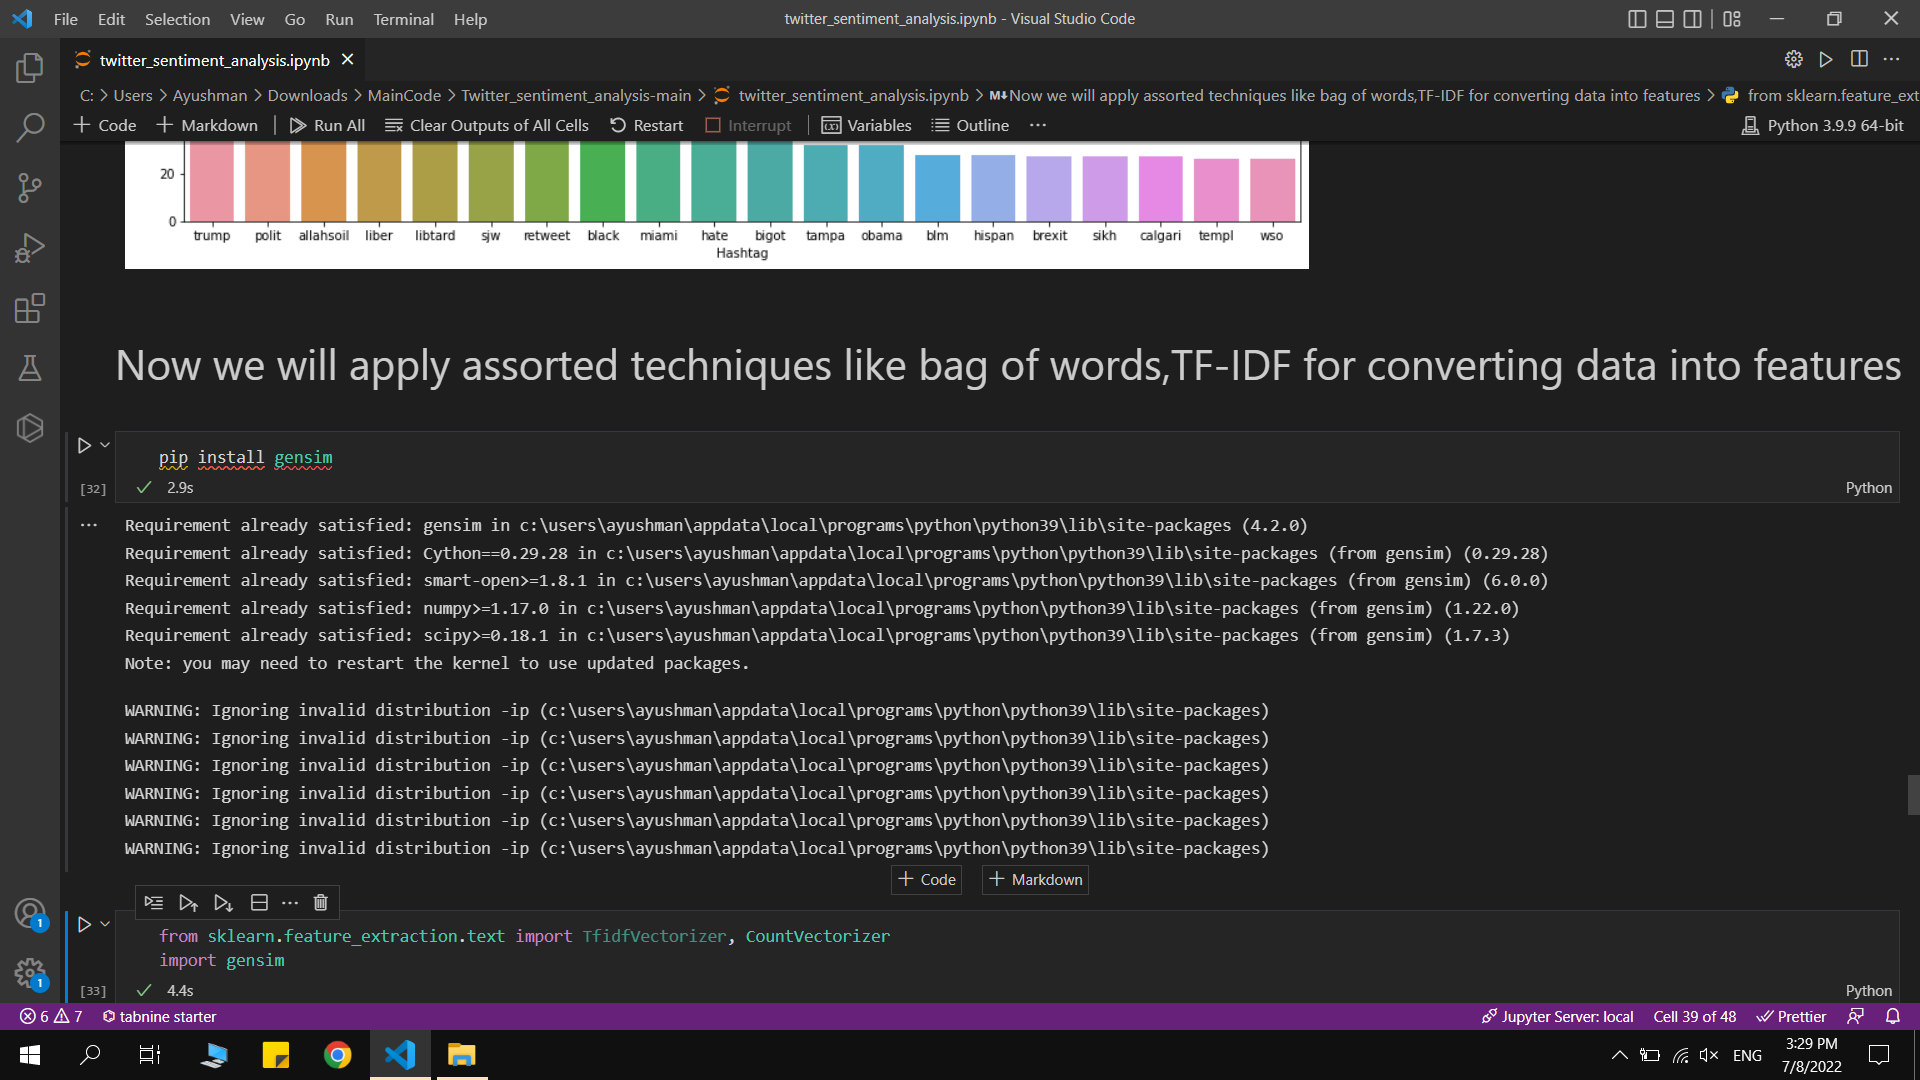 File Edit Selection View Go Run Terminal Help
twitter_sentiment_analysis.ipynb - Visual Studio Code
twitter_sentiment_analysis.ipynb
C: > Users > Ayushman > Downloads > MainCode > Twitter_sentiment_analysis-main > twitter_sentiment_analysis.ipynb > M↓Now we will apply assorted techniques like bag of words,TF-IDF for converting data into features > from sklearn.feature_ext
+ Code + Markdown | Run All Clear Outputs of All Cells Restart Interrupt | Variables Outline ···
Python 3.9.9 64-bit
20
0
trump polit allahsoil liber libtard sjw retweet black miami hate bigot tampa obama blm hispan brexit sikh calgari templ wso
Hashtag
Now we will apply assorted techniques like bag of words,TF-IDF for converting data into features
pip install gensim
[32] 2.9s Python
Requirement already satisfied: gensim in c:\users\ayushman\appdata\local\programs\python\python39\lib\site-packages (4.2.0)
Requirement already satisfied: Cython==0.29.28 in c:\users\ayushman\appdata\local\programs\python\python39\lib\site-packages (from gensim) (0.29.28)
Requirement already satisfied: smart-open>=1.8.1 in c:\users\ayushman\appdata\local\programs\python\python39\lib\site-packages (from gensim) (6.0.0)
Requirement already satisfied: numpy>=1.17.0 in c:\users\ayushman\appdata\local\programs\python\python39\lib\site-packages (from gensim) (1.22.0)
Requirement already satisfied: scipy>=0.18.1 in c:\users\ayushman\appdata\local\programs\python\python39\lib\site-packages (from gensim) (1.7.3)
Note: you may need to restart the kernel to use updated packages.
WARNING: Ignoring invalid distribution -ip (c:\users\ayushman\appdata\local\programs\python\python39\lib\site-packages)
WARNING: Ignoring invalid distribution -ip (c:\users\ayushman\appdata\local\programs\python\python39\lib\site-packages)
WARNING: Ignoring invalid distribution -ip (c:\users\ayushman\appdata\local\programs\python\python39\lib\site-packages)
WARNING: Ignoring invalid distribution -ip (c:\users\ayushman\appdata\local\programs\python\python39\lib\site-packages)
WARNING: Ignoring invalid distribution -ip (c:\users\ayushman\appdata\local\programs\python\python39\lib\site-packages)
WARNING: Ignoring invalid distribution -ip (c:\users\ayushman\appdata\local\programs\python\python39\lib\site-packages)
+ Code + Markdown
from sklearn.feature_extraction.text import TfidfVectorizer, CountVectorizer
import gensim
[33] 4.4s Python
1
1
6 7 tabnine starter
Jupyter Server: local Cell 39 of 48 Prettier
ENG
3:29 PM
7/8/2022